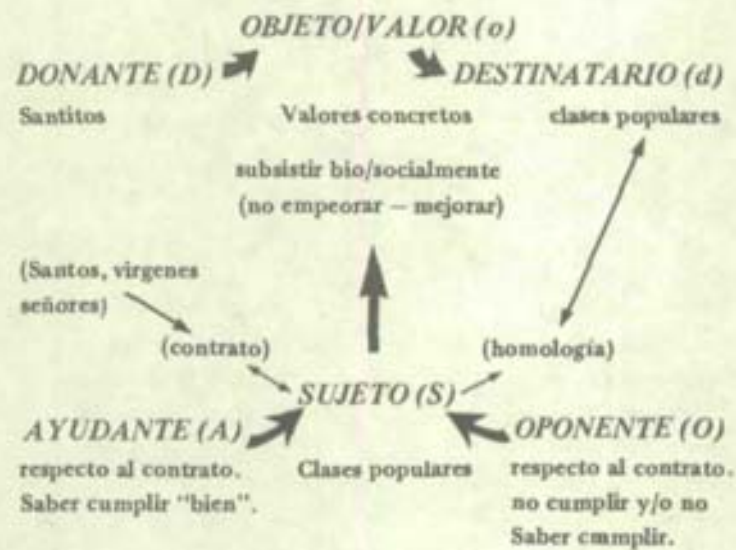 OBJETO/VALOR (o)
DONANTE (D)
DESTINATARIO (d)
Santitos
Valores concretos
clases populares
subsistir bio/socialmente
(no empeorar — mejorar)
(Santos, virgenes
señores)
(contrato)
(homología)
SUJETO (S)
AYUDANTE (A)
OPONENTE (O)
respecto al contrato.
Saber cumplir "bien".
Clases populares
respecto al contrato.
no cumplir y/o no
Saber cmmplir.